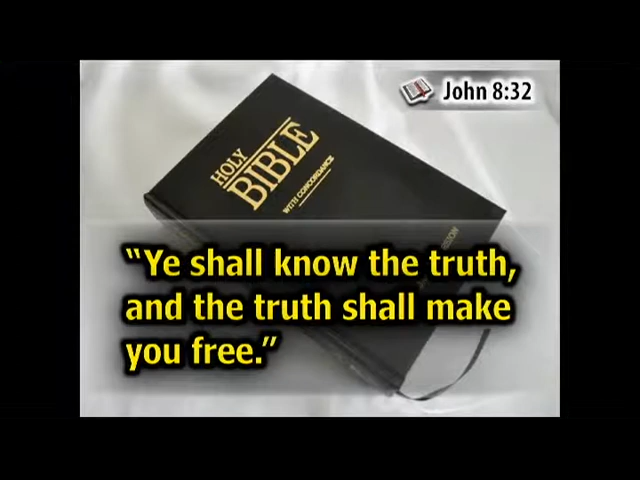 John 8:32
HOLY
BIBLE
WITH CONCORDANCE
“Ye shall know the truth,
and the truth shall make
you free.”